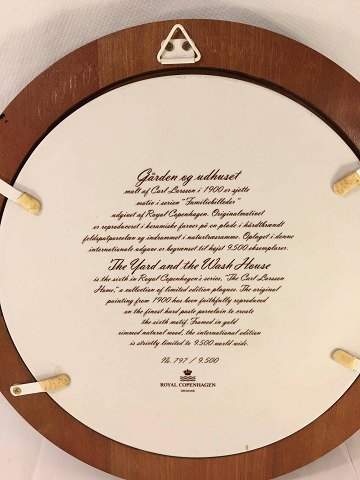 Gården og udhuset
malt af Carl Larsson i 1900 er sjette
motiv i serien "Familiebilleder"
udgivet af Royal Copenhagen. Originalmotivet
er reproduceret i keramiske farver på en plade i hårdtbrændt
feldspatporcelæn og indrammet i naturtræsramme. Oplaget i denne
internationale udgave er begrænset til højst 9.500 eksemplarer.
The Yard and the Wash House
is the sixth in Royal Copenhagen's series, "The Carl Larsson
Home," a collection of limited edition plaques. The original
painting from 1900 has been faithfully reproduced
on the finest hard paste porcelain to create
the sixth motif. Framed in gold
rimmed natural wood, the international edition
is strictly limited to 9.500 world wide.
No. 797 / 9.500
ROYAL COPENHAGEN
DENMARK